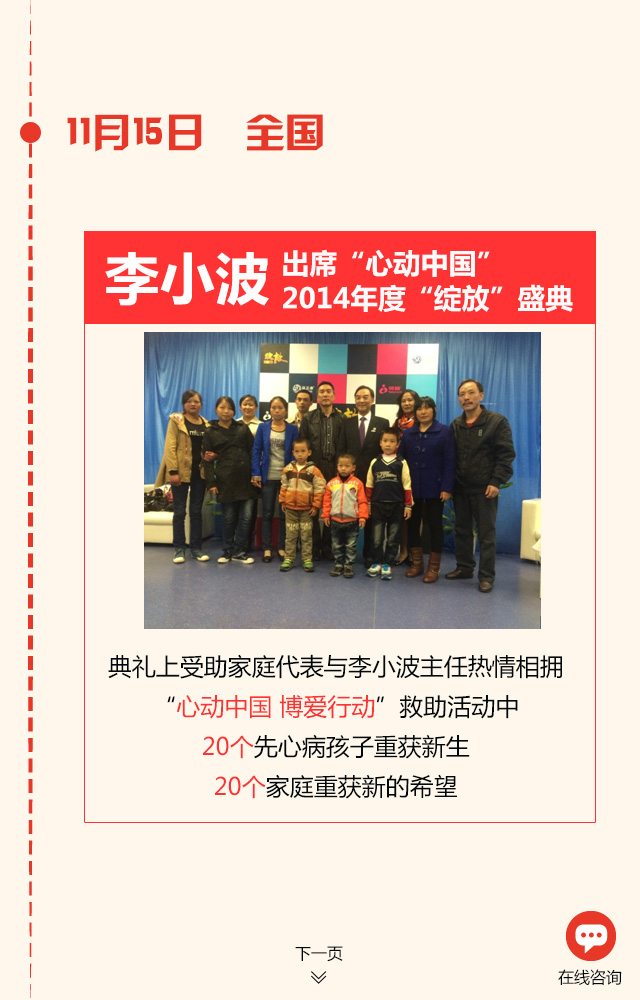 11月15日 全国
李小波
出席“心动中国”
2014年度“绽放”盛典
典礼上受助家庭代表与李小波主任热情相拥
“心动中国 博爱行动”救助活动中
20个先心病孩子重获新生
20个家庭重获新的希望
下一页
在线咨询